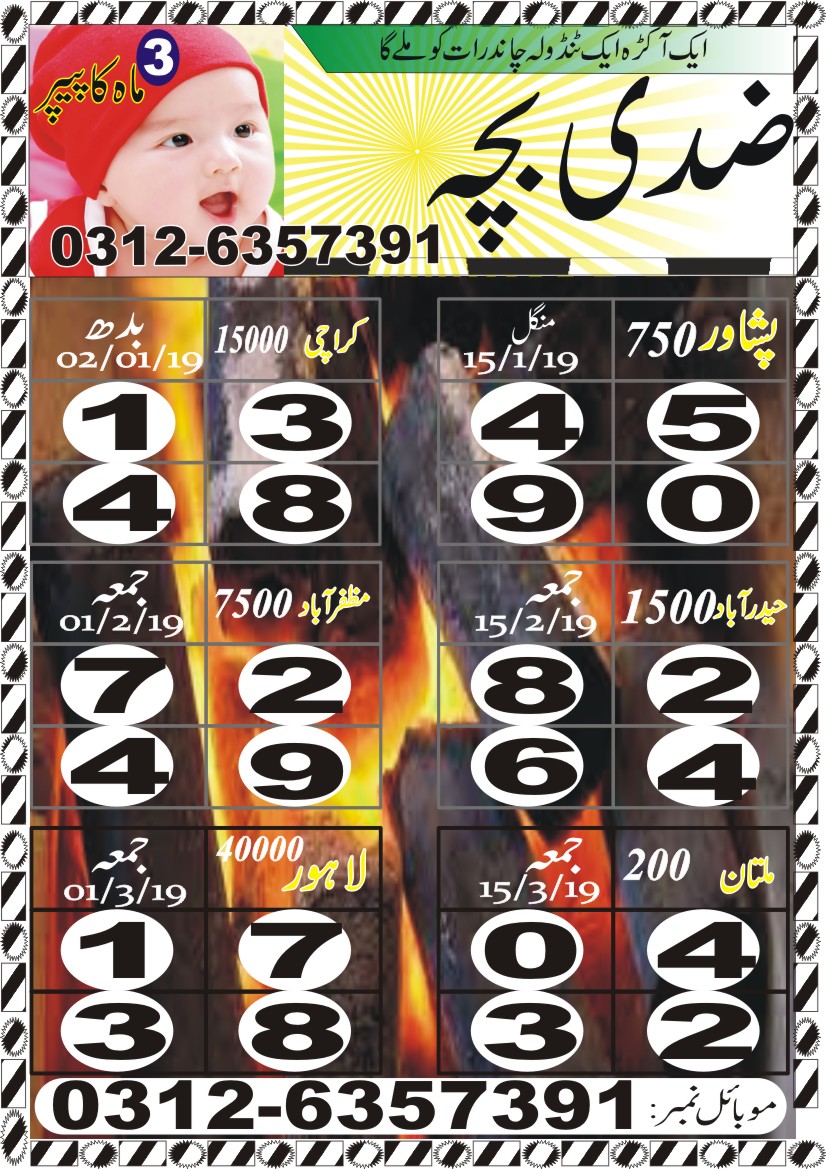 ایک آکڑہ ایک ٹنڈولہ چاند رات کو ملے گا
3 ماہ کا پیپر
ضدی بچہ
0312-6357391
پشاور 750 منگل 15/1/19
4 5
9 0
کراچی 15000 بدھ 02/01/19
1 3
4 8
حیدرآباد 1500 جمعہ 15/2/19
8 2
6 4
مظفرآباد 7500 جمعہ 01/2/19
7 2
4 9
ملتان 200 جمعہ 15/3/19
0 4
3 2
لاہور 40000 جمعہ 01/3/19
1 7
3 8
موبائل نمبر: 0312-6357391